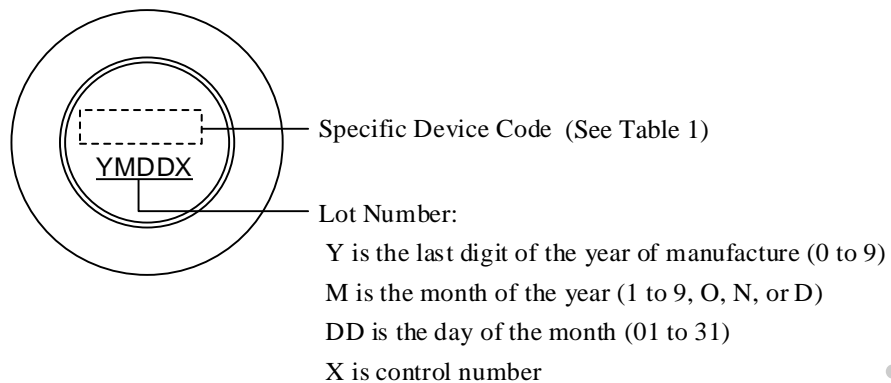 Specific Device Code (See Table 1)
YMDDX
Lot Number:
Y is the last digit of the year of manufacture (0 to 9)
M is the month of the year (1 to 9, O, N, or D)
DD is the day of the month (01 to 31)
X is control number